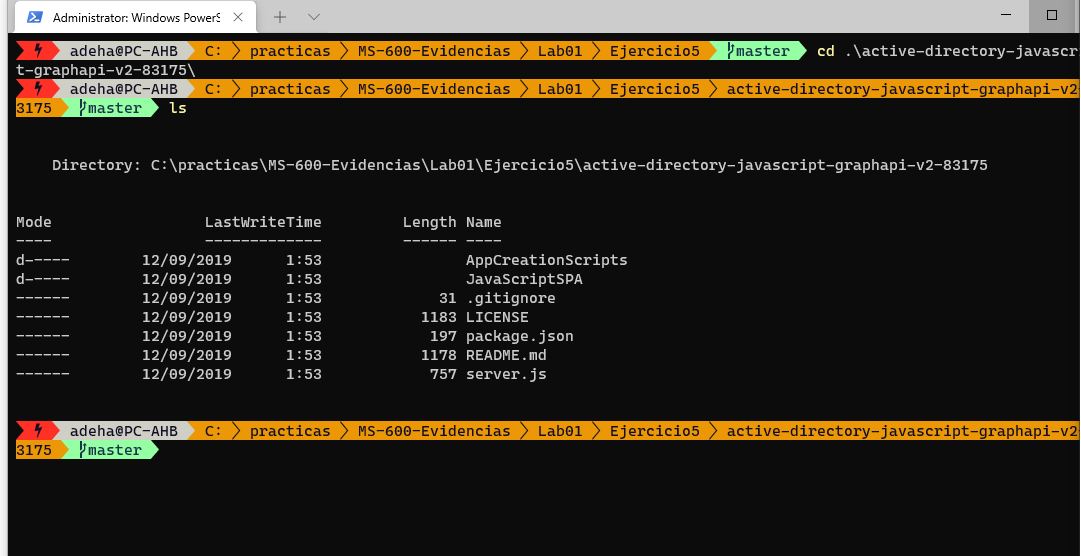 Administrator: Windows PowerS
adeha@PC-AHB C: practicas MS-600-Evidencias Lab01 Ejercicio5 master cd .\active-directory-javascr
t-graphapi-v2-83175\
adeha@PC-AHB C: practicas MS-600-Evidencias Lab01 Ejercicio5 active-directory-javascript-graphapi-v2
3175 master ls
Directory: C:\practicas\MS-600-Evidencias\Lab01\Ejercicio5\active-directory-javascript-graphapi-v2-83175
Mode LastWriteTime Length Name
---- ------------- ------ ----
d----- 12/09/2019 1:53 AppCreationScripts
d----- 12/09/2019 1:53 JavaScriptSPA
------ 12/09/2019 1:53 31 .gitignore
------ 12/09/2019 1:53 1183 LICENSE
------ 12/09/2019 1:53 197 package.json
------ 12/09/2019 1:53 1178 README.md
------ 12/09/2019 1:53 757 server.js
adeha@PC-AHB C: practicas MS-600-Evidencias Lab01 Ejercicio5 active-directory-javascript-graphapi-v2
3175 master